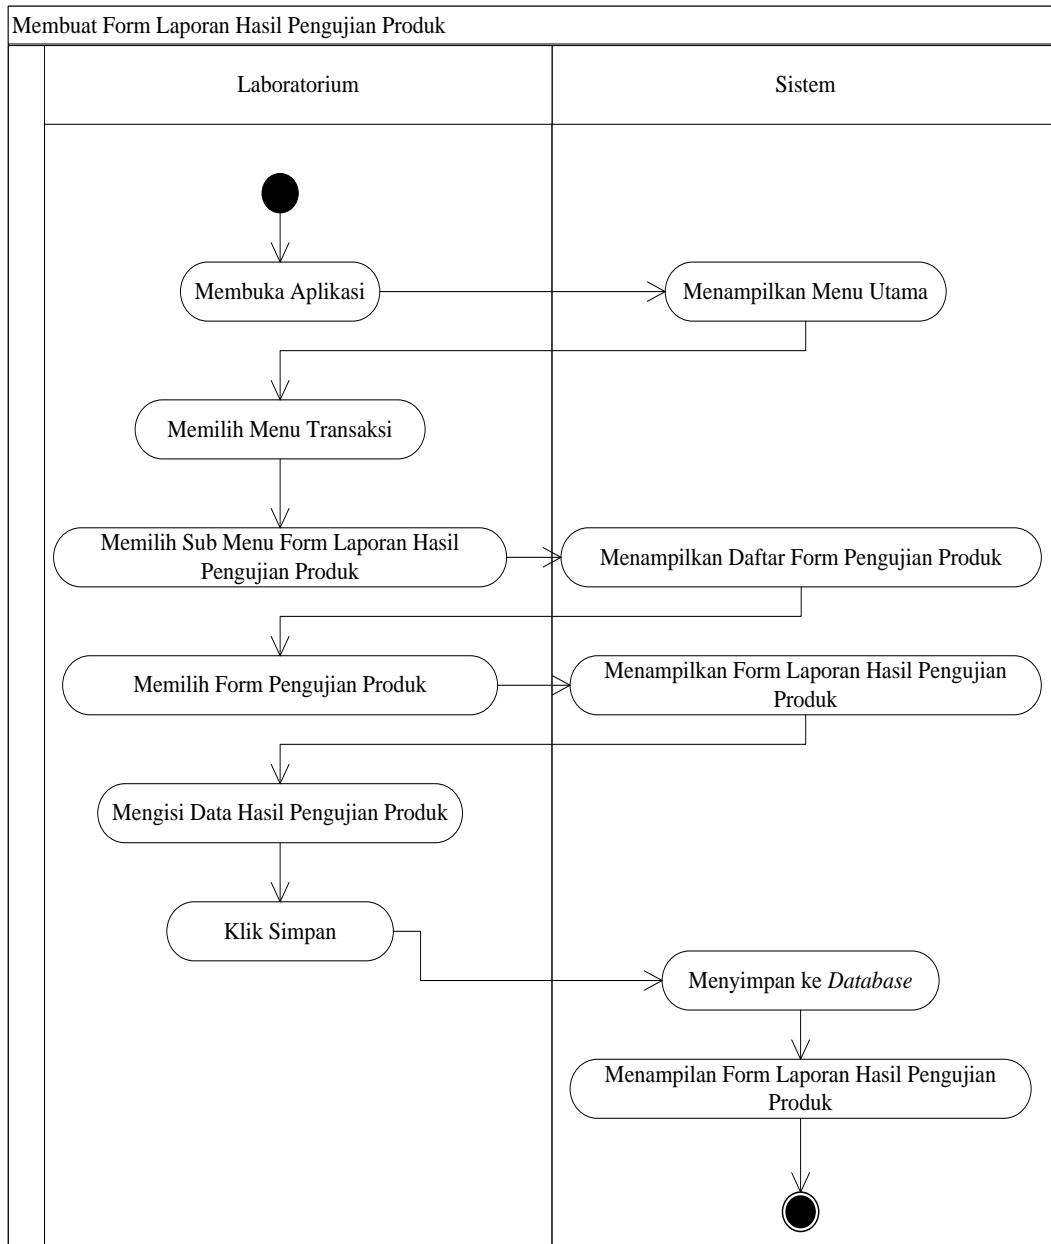 Membuat Form Laporan Hasil Pengujian Produk
Laboratorium
Sistem
Membuka Aplikasi
Menampilkan Menu Utama
Memilih Menu Transaksi
Memilih Sub Menu Form Laporan Hasil
Pengujian Produk
Menampilkan Daftar Form Pengujian Produk
Memilih Form Pengujian Produk
Menampilkan Form Laporan Hasil Pengujian
Produk
Mengisi Data Hasil Pengujian Produk
Klik Simpan
Menyimpan ke Database
Menampilan Form Laporan Hasil Pengujian
Produk